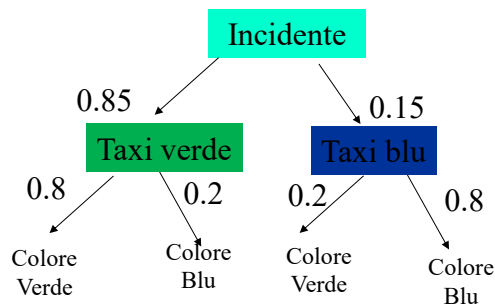 Incidente
0.85
0.15
Taxi verde
Taxi blu
0.8
0.2
0.2
0.8
Colore
Verde
Colore
Blu
Colore
Verde
Colore
Blu